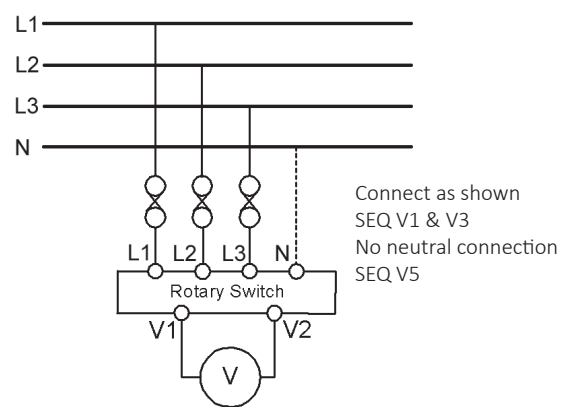 L1
L2
L3
N
Connect as shown
SEQ V1 & V3
No neutral connection
SEQ V5
L1 L2 L3 N
Rotary Switch
V1 V2
V